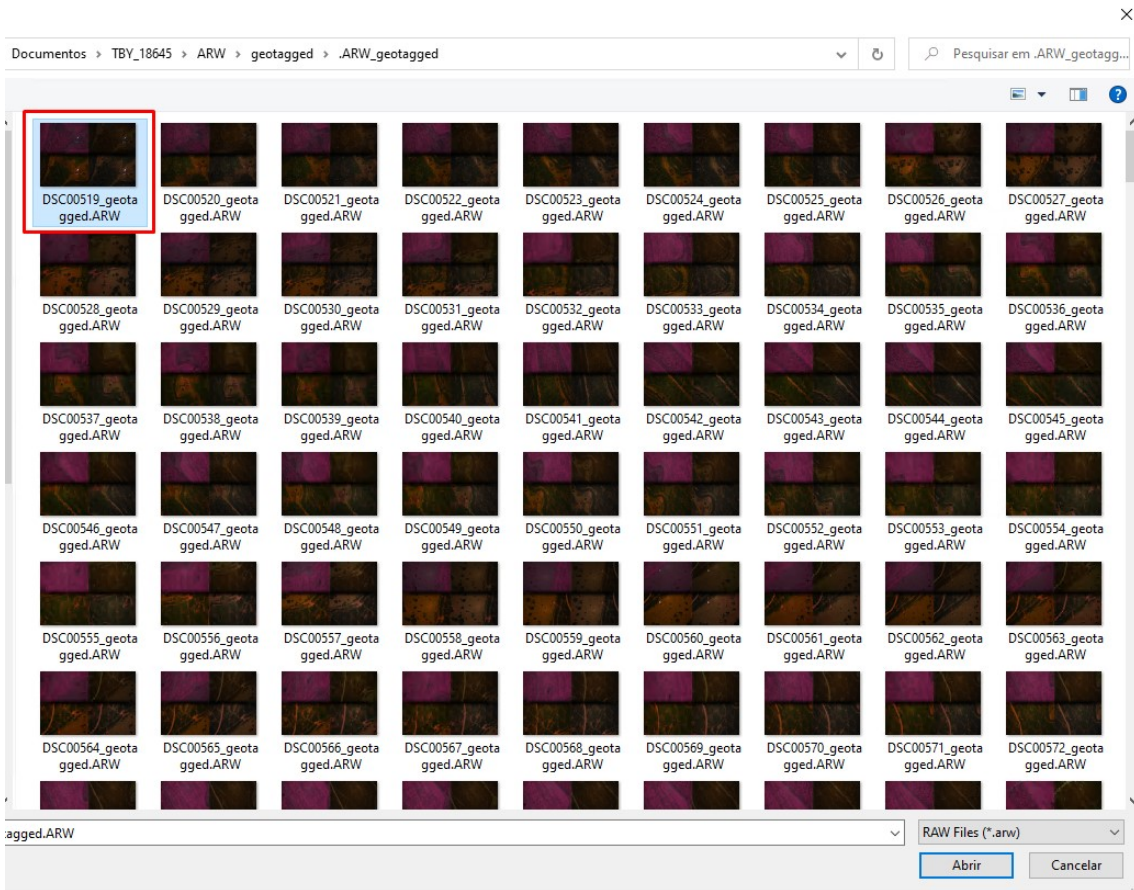 Documentos > TBY_18645 > ARW > geotagged > .ARW_geotagged
Pesquisar em .ARW_geotagg...
DSC00519_geota DSC00520_geota DSC00521_geota DSC00522_geota DSC00523_geota DSC00524_geota DSC00525_geota DSC00526_geota DSC00527_geota
gged.ARW gged.ARW gged.ARW gged.ARW gged.ARW gged.ARW gged.ARW gged.ARW gged.ARW
DSC00528_geota DSC00529_geota DSC00530_geota DSC00531_geota DSC00532_geota DSC00533_geota DSC00534_geota DSC00535_geota DSC00536_geota
gged.ARW gged.ARW gged.ARW gged.ARW gged.ARW gged.ARW gged.ARW gged.ARW gged.ARW
DSC00537_geota DSC00538_geota DSC00539_geota DSC00540_geota DSC00541_geota DSC00542_geota DSC00543_geota DSC00544_geota DSC00545_geota
gged.ARW gged.ARW gged.ARW gged.ARW gged.ARW gged.ARW gged.ARW gged.ARW gged.ARW
DSC00546_geota DSC00547_geota DSC00548_geota DSC00549_geota DSC00550_geota DSC00551_geota DSC00552_geota DSC00553_geota DSC00554_geota
gged.ARW gged.ARW gged.ARW gged.ARW gged.ARW gged.ARW gged.ARW gged.ARW gged.ARW
DSC00555_geota DSC00556_geota DSC00557_geota DSC00558_geota DSC00559_geota DSC00560_geota DSC00561_geota DSC00562_geota DSC00563_geota
gged.ARW gged.ARW gged.ARW gged.ARW gged.ARW gged.ARW gged.ARW gged.ARW gged.ARW
DSC00564_geota DSC00565_geota DSC00566_geota DSC00567_geota DSC00568_geota DSC00569_geota DSC00570_geota DSC00571_geota DSC00572_geota
gged.ARW gged.ARW gged.ARW gged.ARW gged.ARW gged.ARW gged.ARW gged.ARW gged.ARW
tagged.ARW
RAW Files (*.arw)
Abrir Cancelar